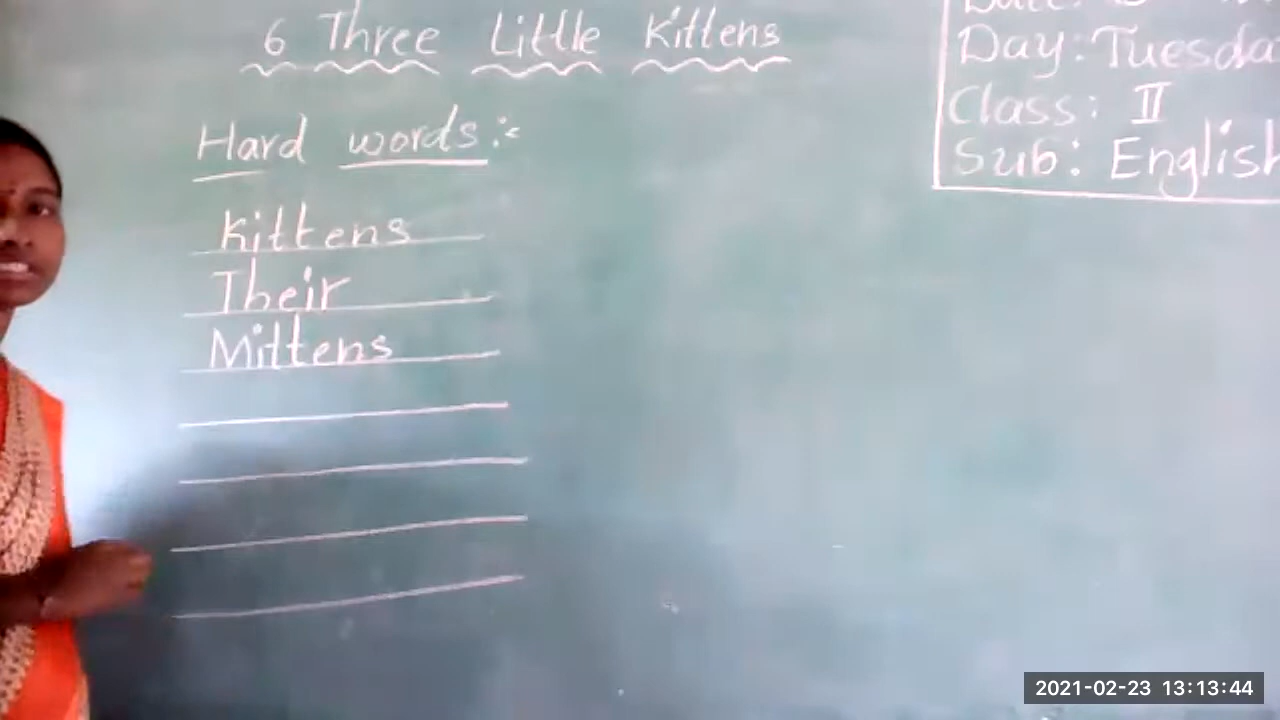 6 Three Little Kittens
Hard words:-
Kittens
Their
Mittens
Date:
Day: Tuesda
Class: II
Sub: English
2021-02-23 13:13:44